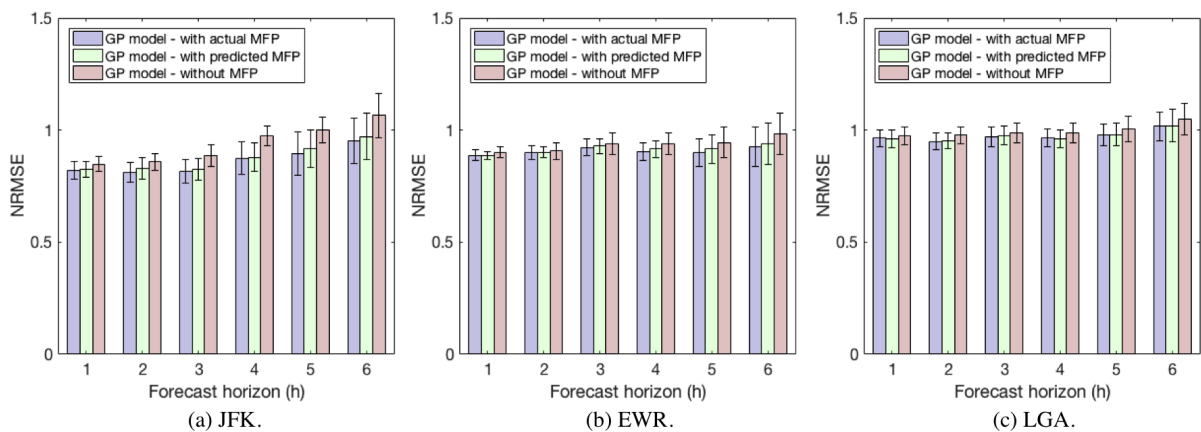 1.5
GP model - with actual MFP
GP model - with predicted MFP
GP model - without MFP
1
NRMSE
0.5
0
1 2 3 4 5 6
Forecast horizon (h)
(a) JFK.
1.5
GP model - with actual MFP
GP model - with predicted MFP
GP model - without MFP
1
NRMSE
0.5
0
1 2 3 4 5 6
Forecast horizon (h)
(b) EWR.
1.5
GP model - with actual MFP
GP model - with predicted MFP
GP model - without MFP
1
NRMSE
0.5
0
1 2 3 4 5 6
Forecast horizon (h)
(c) LGA.